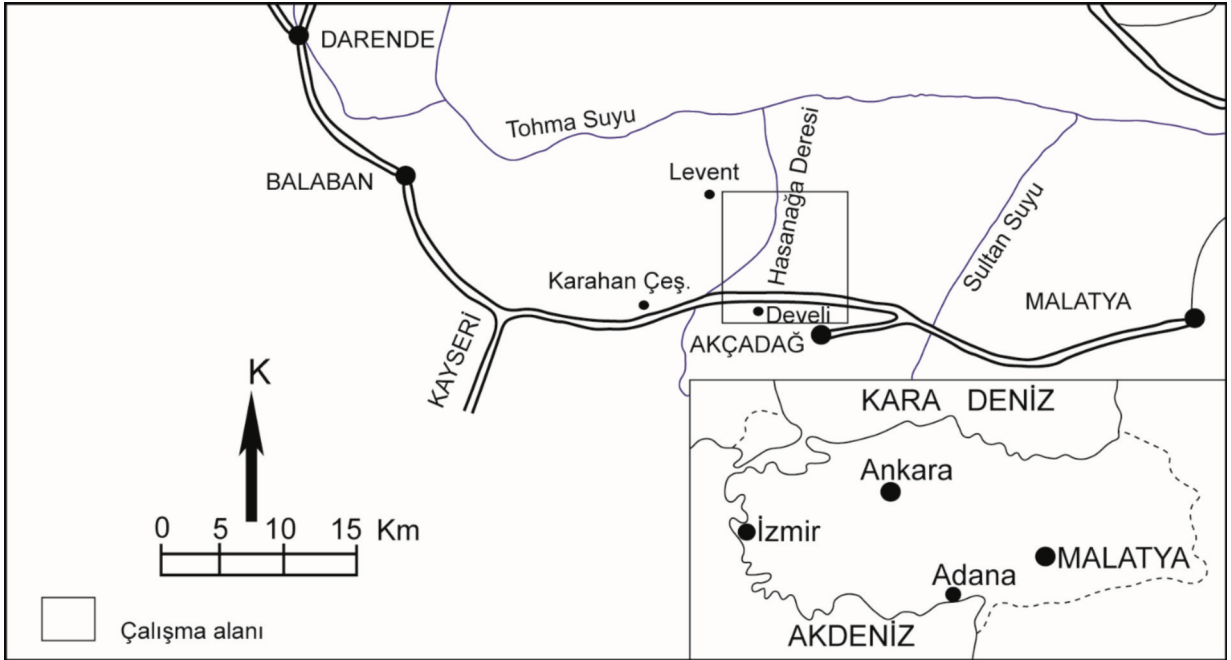 DARENDE
Tohma Suyu
Hasanağa Deresi
Levent
BALABAN
Sultan Suyu
Karahan Çeş.
MALATYA
Develi
AKÇADAĞ
KAYSERİ
K
0 5 10 15 Km
Çalışma alanı
KARA DENİZ
Ankara
İzmir
MALATYA
Adana
AKDENİZ